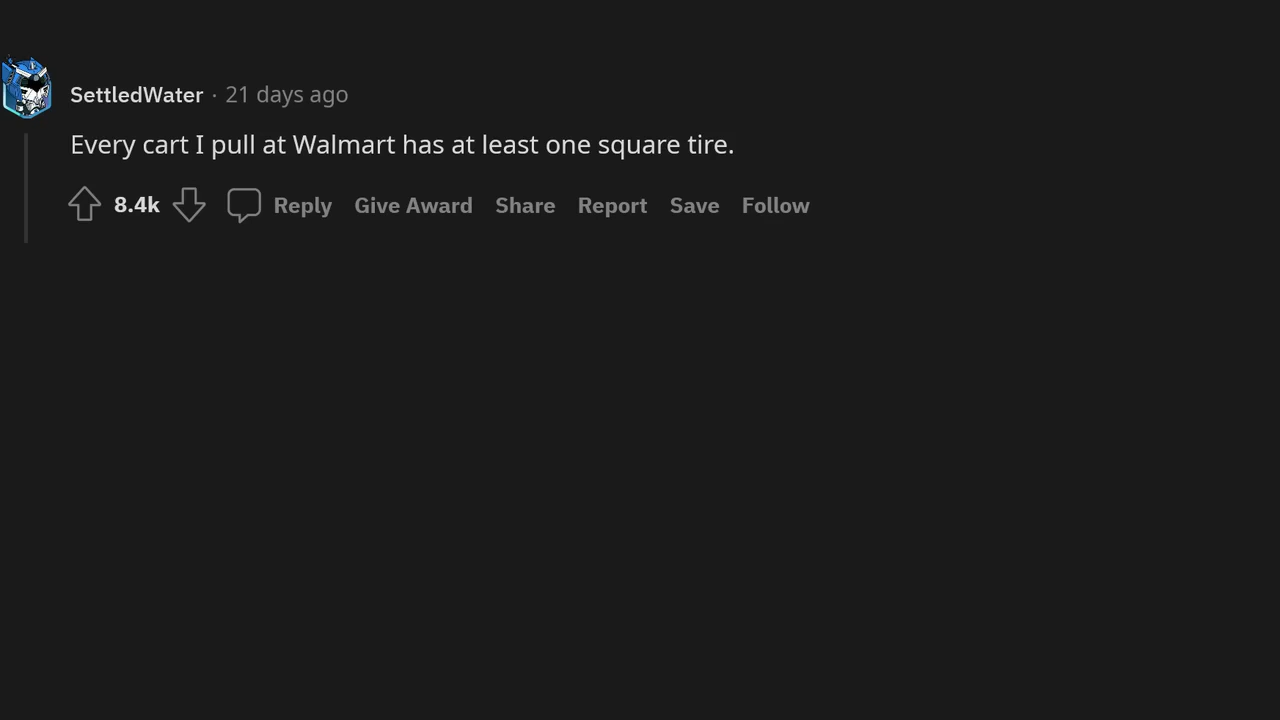 SettledWater · 21 days ago
Every cart I pull at Walmart has at least one square tire.
8.4k Reply Give Award Share Report Save Follow